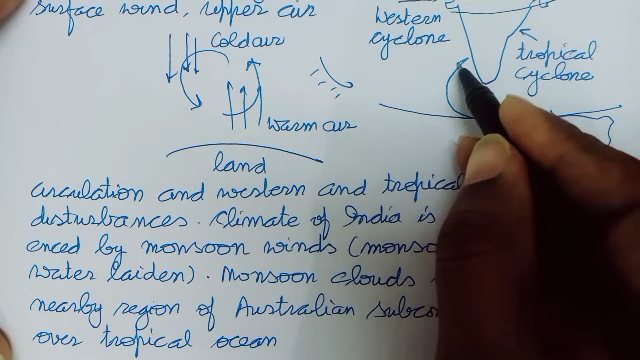 surface wind, upper air
Western
cyclone
cold air
tropical
cyclone
warm air
land
circulation and western and tropical
disturbances. Climate of India is
enced by monsoon winds (monso
water laiden). Monsoon clouds
nearby region of Australian subcon
over tropical ocean